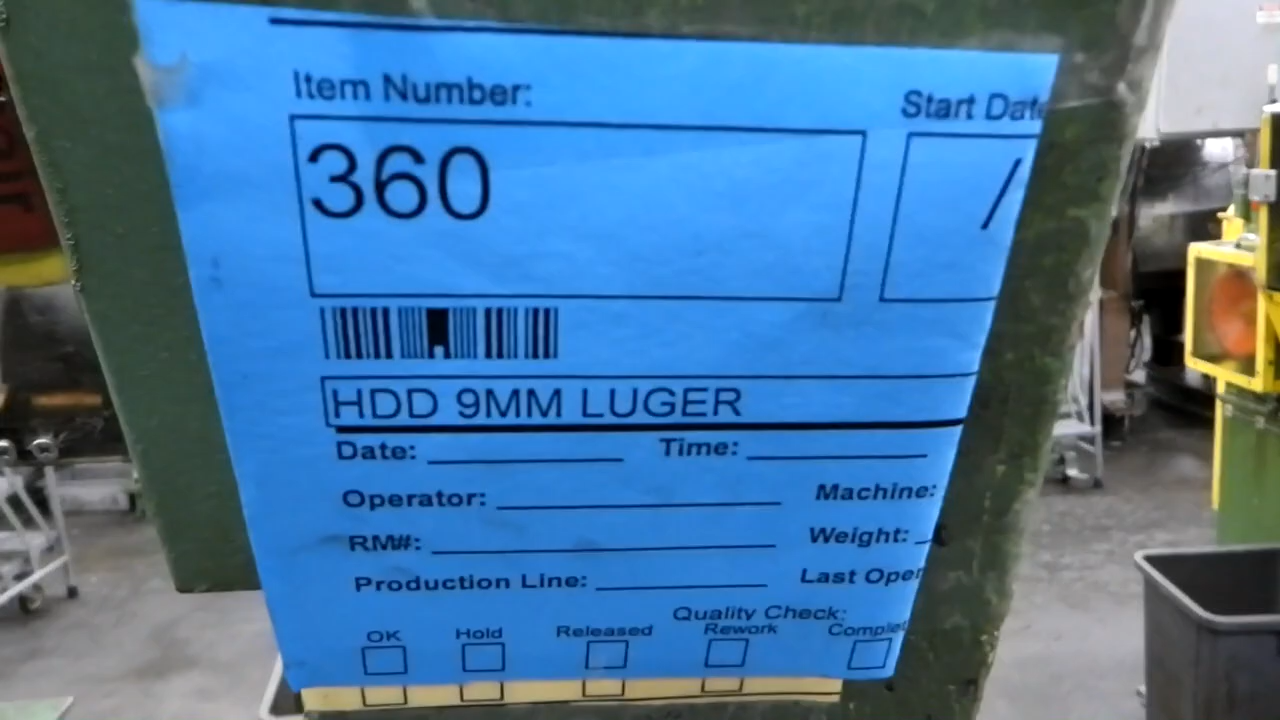 Item Number:
Start Date
360
/
HDD 9MM LUGER
Date: Time:
Operator: Machine:
RM#: Weight:
Production Line: Last Oper
Quality Check:
OK Hold Released Rework Complet